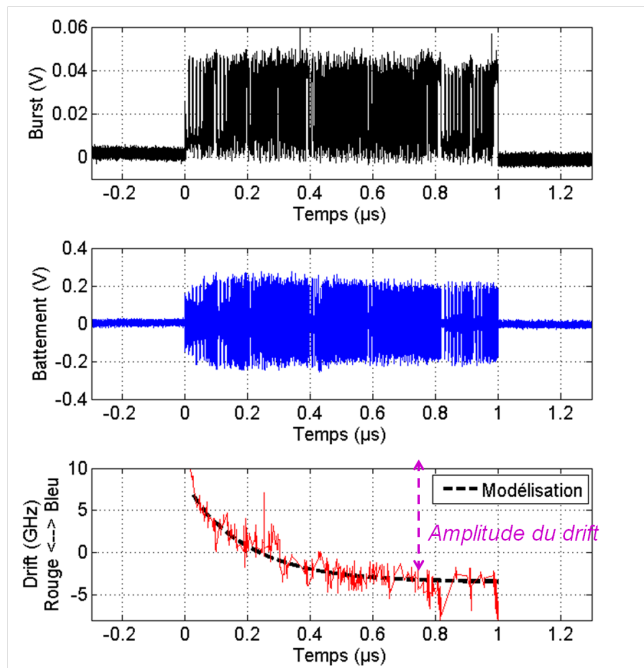 0.06
0.04
0.02
0
Burst (V)
-0.2 0 0.2 0.4 0.6 0.8 1 1.2
Temps (µs)
0.4
0.2
0
-0.2
-0.4
Battement (V)
-0.2 0 0.2 0.4 0.6 0.8 1 1.2
Temps (µs)
10
5
0
-5
Drift (GHz)
Rouge <---> Bleu
Modélisation
Amplitude du drift
-0.2 0 0.2 0.4 0.6 0.8 1 1.2
Temps (µs)